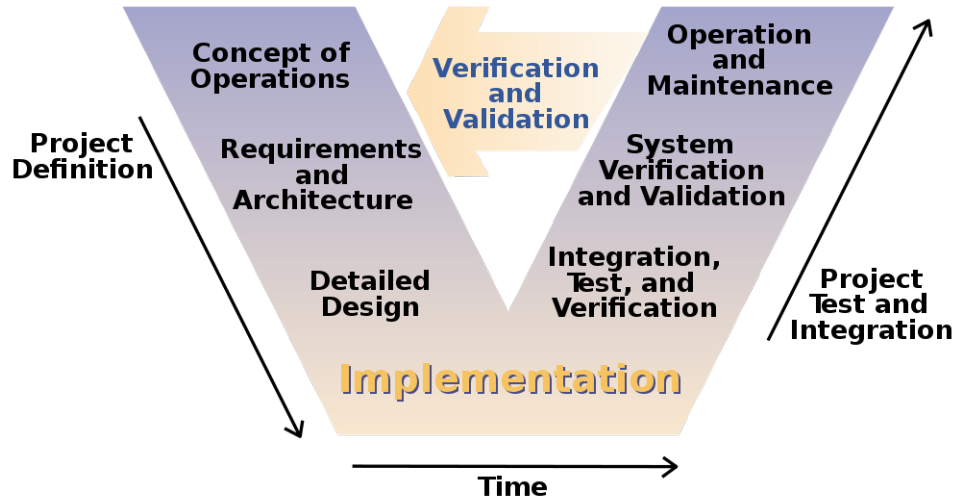 Concept of
Operations
Verification
and
Validation
Operation
and
Maintenance
Project
Definition
Requirements
and
Architecture
System
Verification
and Validation
Detailed
Design
Integration,
Test, and
Verification
Project
Test and
Integration
Implementation
Time